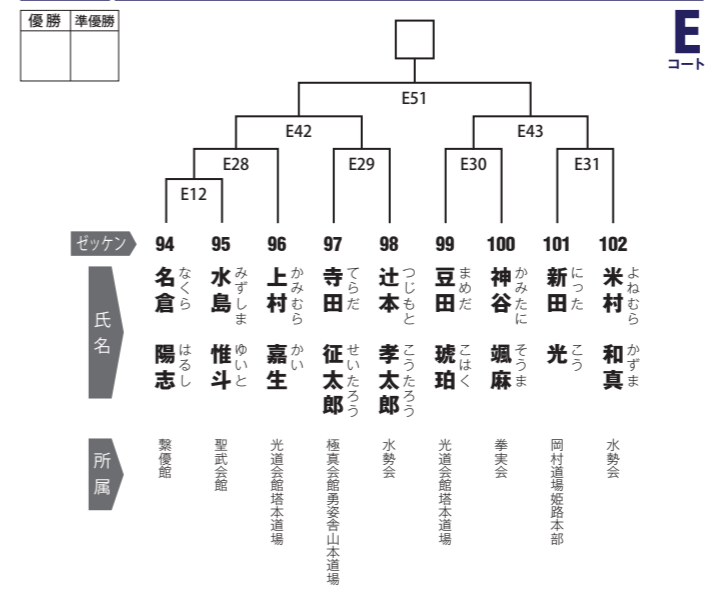 優勝 準優勝
E
コート
E51
E42 E43
E28 E29 E30 E31
E12
ゼッケン 94 95 96 97 98 99 100 101 102
氏名
名倉 陽志
なくら はるし
水島 惟斗
みずしま ゆいと
上村 嘉生
かみむら かい
寺田 征太郎
てらだ せいたろう
辻本 孝太郎
つじもと こうたろう
豆田 琥珀
まめだ こはく
神谷 颯麻
かみたに そうま
新田 光
にった こう
米村 和真
よねむら かずま
所属
繋優館
聖武会館
光道会館塔本道場
極真会館勇姿舎山本道場
水勢会
光道会館塔本道場
拳実会
岡村道場姫路本部
水勢会